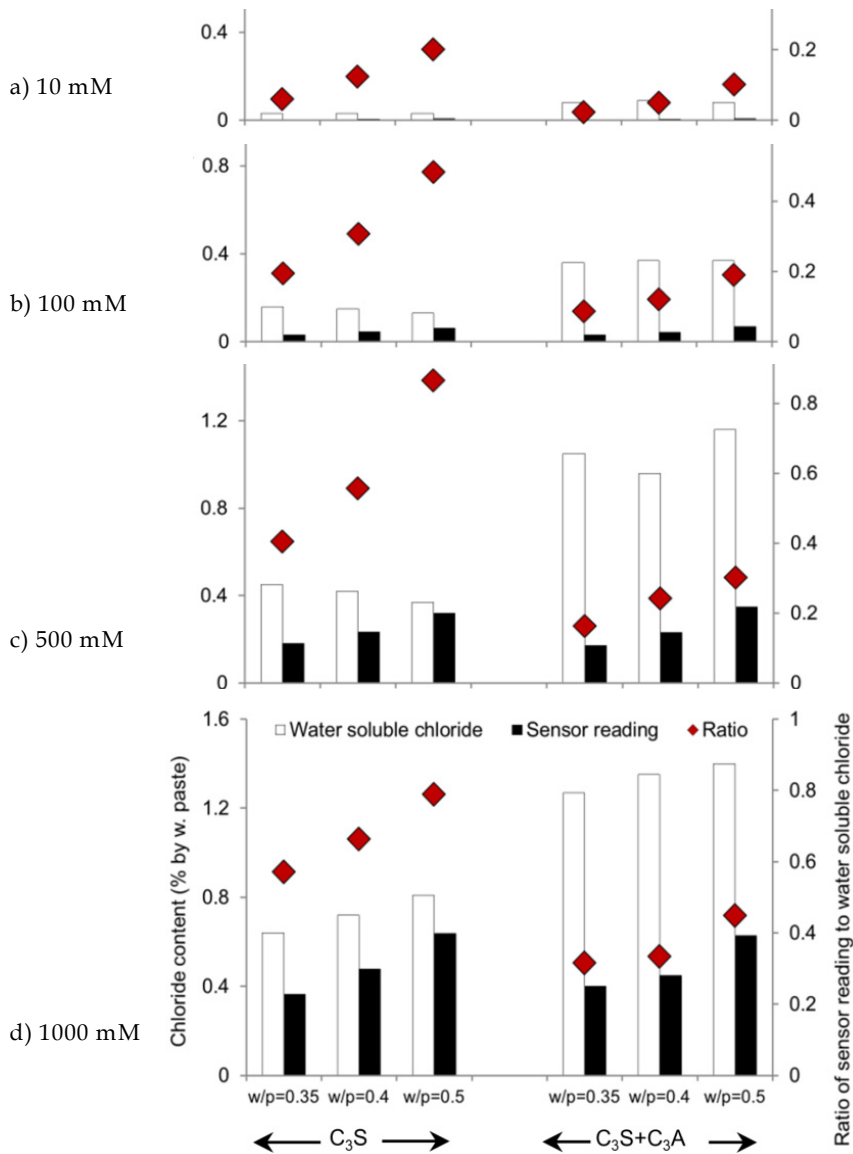 a) 10 mM
0.4
0
0.2
0
b) 100 mM
0.8
0.4
0
0.4
0.2
0
c) 500 mM
1.2
0.8
0.4
0
0.8
0.6
0.4
0.2
0
d) 1000 mM
Chloride content (% by w. paste)
1.6
1.2
0.8
0.4
0
Water soluble chloride
Sensor reading
Ratio
1
0.8
0.6
0.4
0.2
0
Ratio of sensor reading to water soluble chloride
w/p=0.35 w/p=0.4 w/p=0.5 w/p=0.35 w/p=0.4 w/p=0.5
C₃S C₃S+C₃A